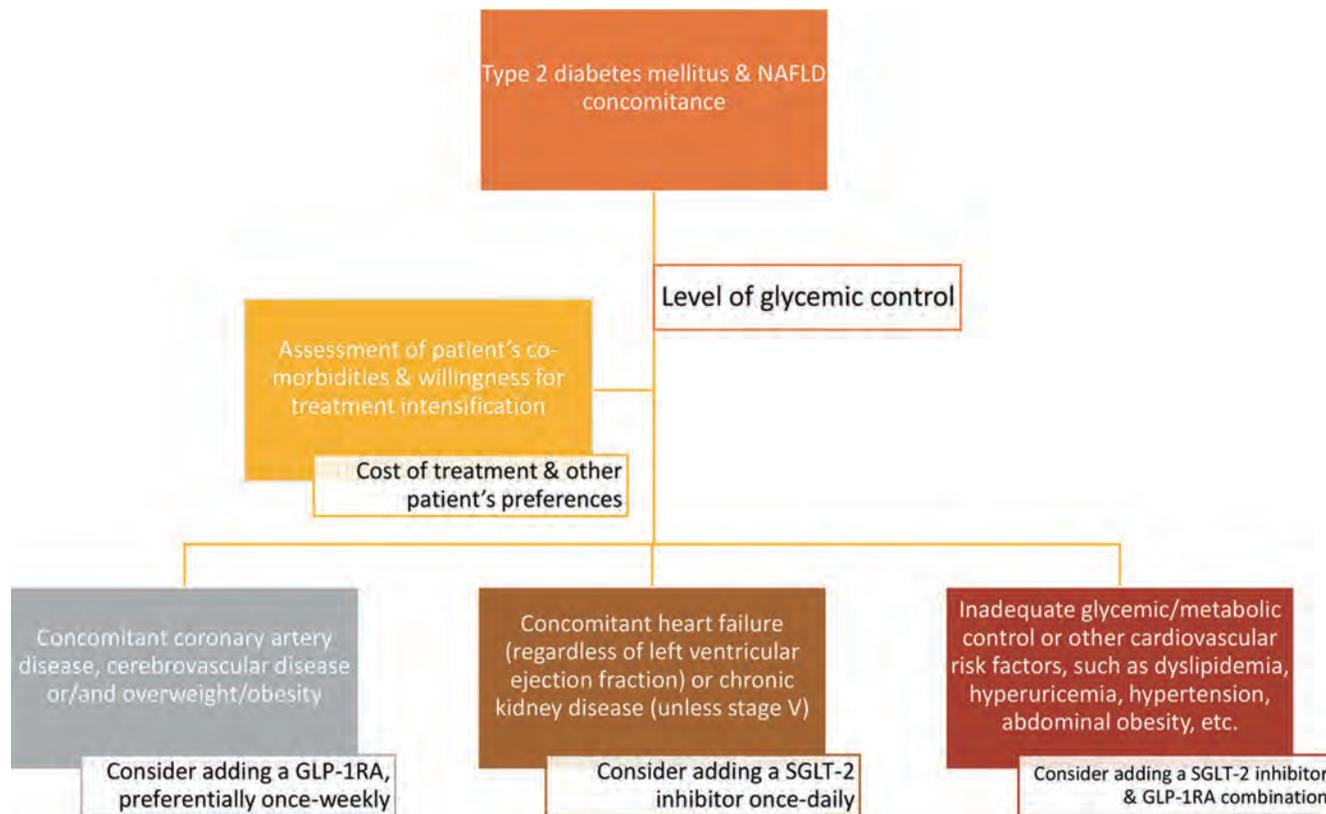 Type 2 diabetes mellitus & NAFLD
concomitance
Level of glycemic control
Assessment of patient's co-
morbidities & willingness for
treatment intensification
Cost of treatment & other
patient's preferences
Concomitant coronary artery
disease, cerebrovascular disease
or/and overweight/obesity
Consider adding a GLP-1RA,
preferentially once-weekly
Concomitant heart failure
(regardless of left ventricular
ejection fraction) or chronic
kidney disease (unless stage V)
Consider adding a SGLT-2
inhibitor once-daily
Inadequate glycemic/metabolic
control or other cardiovascular
risk factors, such as dyslipidemia,
hyperuricemia, hypertension,
abdominal obesity, etc.
Consider adding a SGLT-2 inhibitor
& GLP-1RA combination